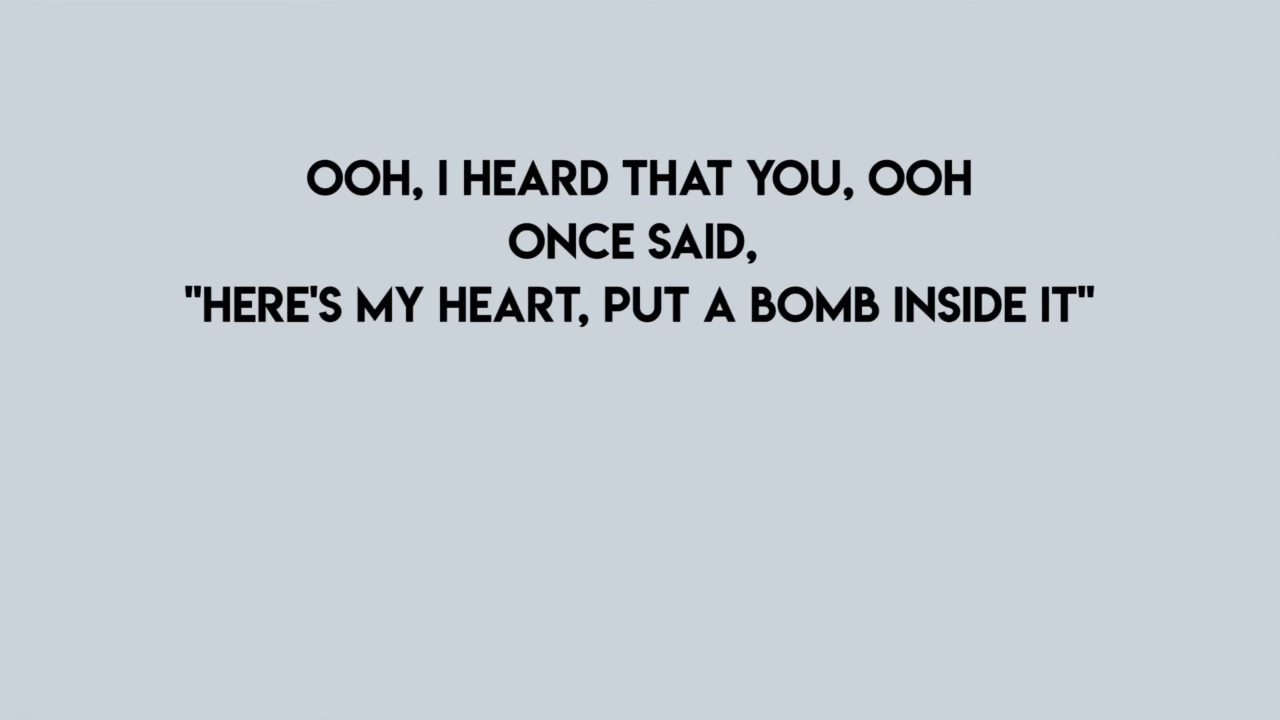 OOH, I HEARD THAT YOU, OOH
ONCE SAID,
"HERE'S MY HEART, PUT A BOMB INSIDE IT"